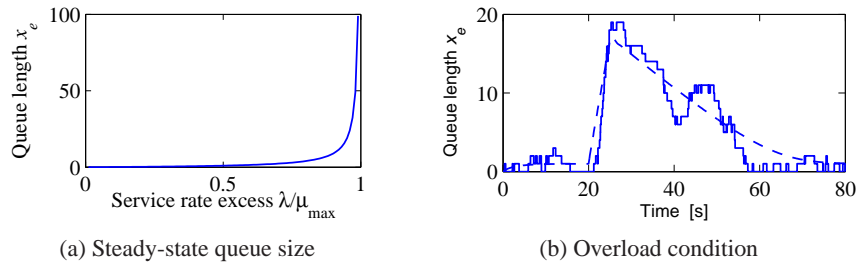 100
50
0
0
0.5
1
Queue length x_e
Service rate excess λ/μ_max
(a) Steady-state queue size
20
10
0
0
20
40
60
80
Queue length x_e
Time [s]
(b) Overload condition